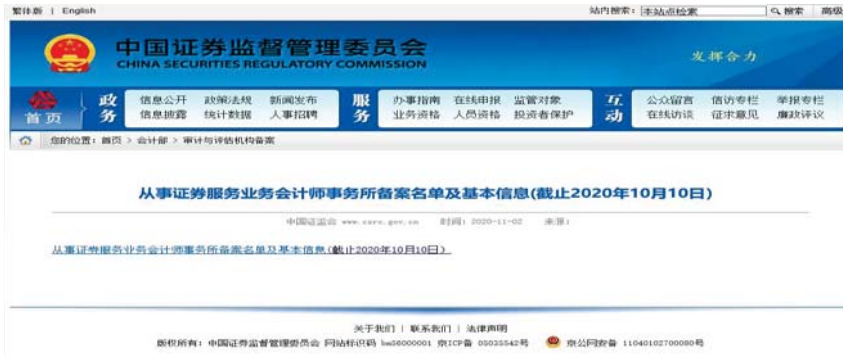 繁体版 | English 站内搜索: 本站点检索 搜索 高级
中国证券监督管理委员会
CHINA SECURITIES REGULATORY COMMISSION
发挥合力
首页 政务 信息公开 政策法规 新闻发布 服务 办事指南 在线申报 监管对象 互动 公众留言 信访专栏 举报专栏
信息披露 统计数据 人事招聘 业务资格 人员资格 投资者保护 在线访谈 征求意见 廉政评议
您的位置: 首页 > 会计部 > 审计与评估机构备案
从事证券服务业务会计师事务所备案名单及基本信息(截止2020年10月10日)
中国证监会 www.csrc.gov.cn 时间: 2020-11-02 来源:
从事证券服务业务会计师事务所备案名单及基本信息(截止2020年10月10日)
关于我们 | 联系我们 | 法律声明
版权所有: 中国证券监督管理委员会 网站标识码 bm56000001 京ICP备 05035542号 京公网安备 11040102700080号